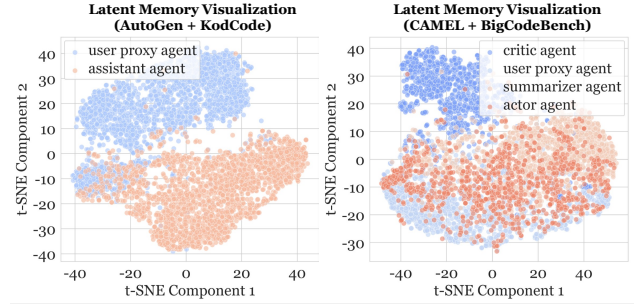 Latent Memory Visualization
(AutoGen + KodCode)
user proxy agent
assistant agent
t-SNE Component 2
40
30
20
10
0
-10
-20
-30
-40
-40
-20
0
20
40
t-SNE Component 1
Latent Memory Visualization
(CAMEL + BigCodeBench)
critic agent
user proxy agent
summarizer agent
actor agent
t-SNE Component 2
40
30
20
10
0
-10
-20
-30
-40
-20
0
20
40
t-SNE Component 1